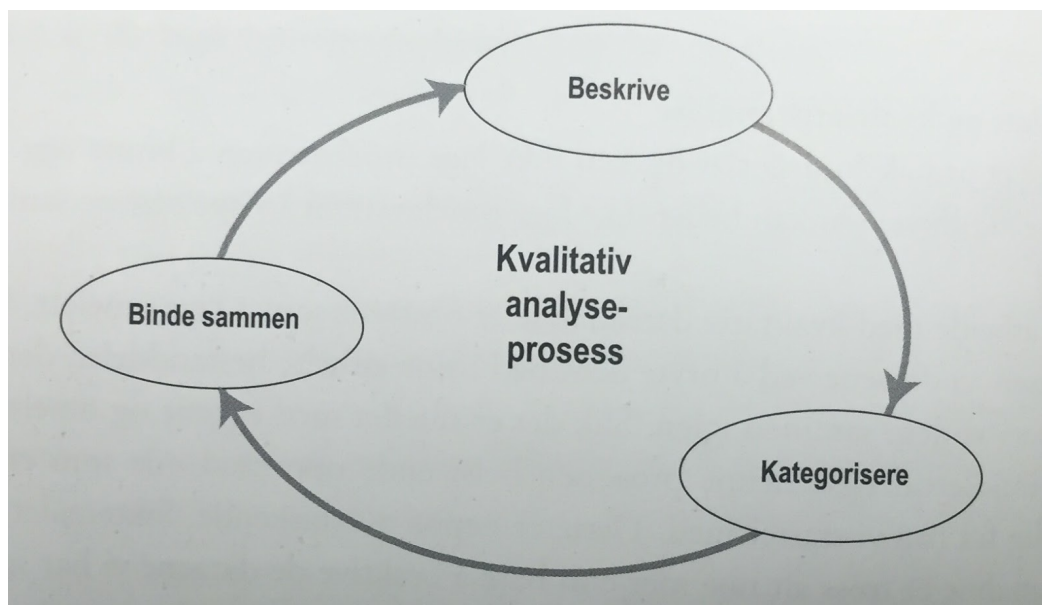 Beskrive
Kvalitativ
analyse-
prosess
Binde sammen
Kategorisere